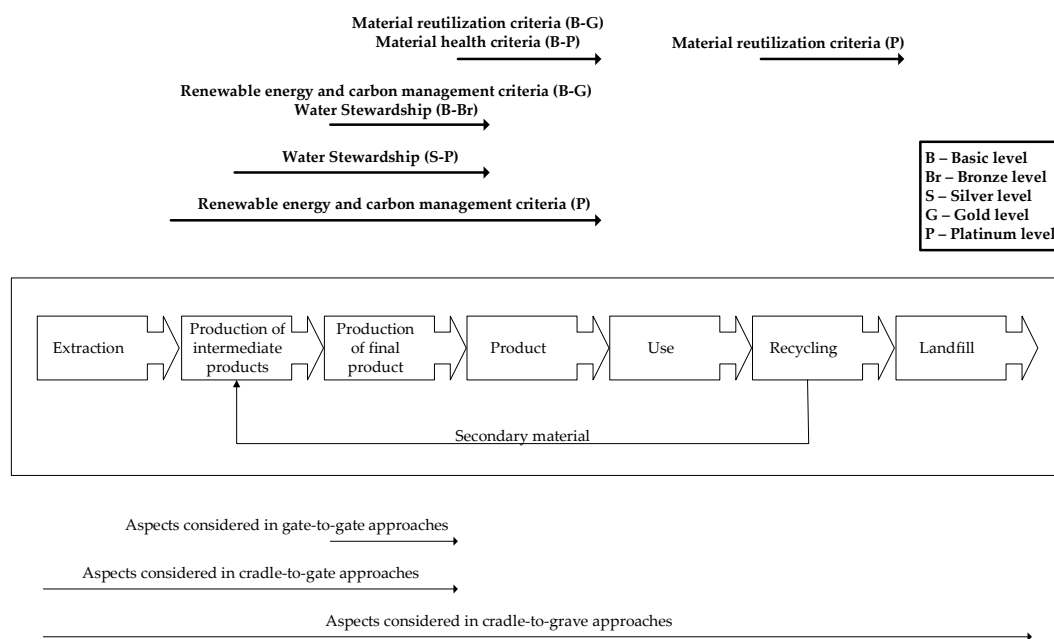 Material reutilization criteria (B-G)
Material health criteria (B-P)
Material reutilization criteria (P)
Renewable energy and carbon management criteria (B-G)
Water Stewardship (B-Br)
Water Stewardship (S-P)
Renewable energy and carbon management criteria (P)
B – Basic level
Br – Bronze level
S – Silver level
G – Gold level
P – Platinum level
Extraction
Production of
intermediate
products
Production
of final
product
Product
Use
Recycling
Landfill
Secondary material
Aspects considered in gate-to-gate approaches
Aspects considered in cradle-to-gate approaches
Aspects considered in cradle-to-grave approaches